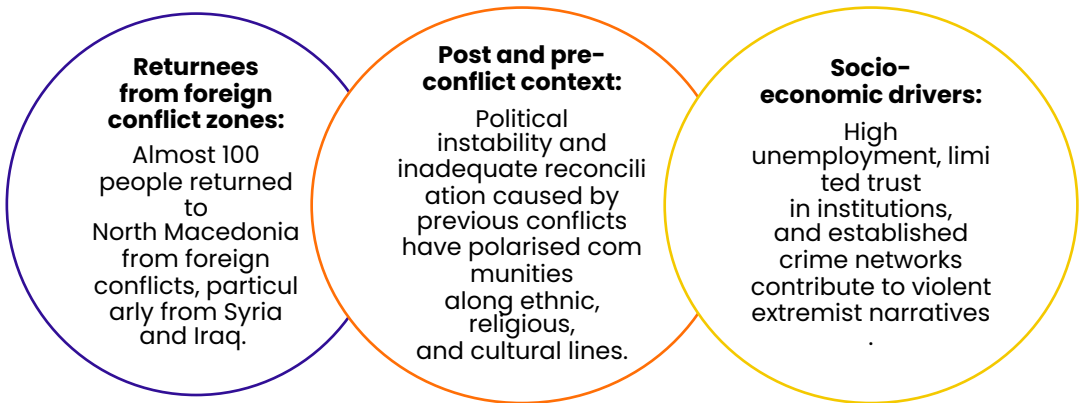 Returnees
from foreign
conflict zones:
Almost 100
people returned
to
North Macedonia
from foreign
conflicts, particul
arly from Syria
and Iraq.
Post and pre-
conflict context:
Political
instability and
inadequate reconcili
ation caused by
previous conflicts
have polarised com
munities
along ethnic,
religious,
and cultural lines.
Socio-
economic drivers:
High
unemployment, limi
ted trust
in institutions,
and established
crime networks
contribute to violent
extremist narratives
.